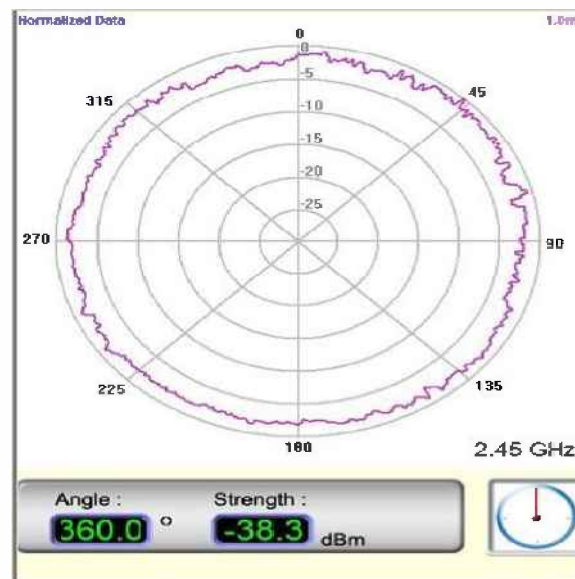 Normalized Data 1.0m
0
0
-5
315 45
-10
-15
-20
-25
270 90
225 135
180
2.45 GHz
Angle : Strength :
360.0 o -38.3 dBm